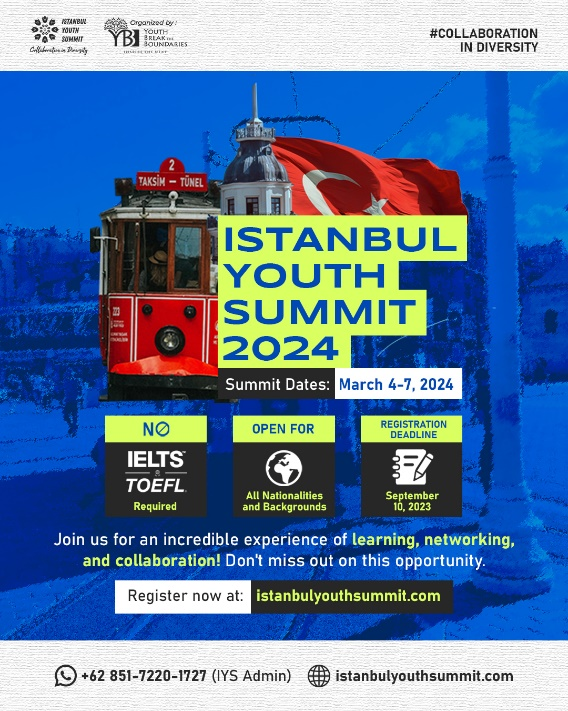 ISTANBUL
YOUTH
SUMMIT
Collaboration in Diversity
Organized by :
YBB YOUTH
BREAK THE
BOUNDARIES
#COLLABORATION
IN DIVERSITY
2
TAKSİM — TÜNEL
223
ISTANBUL
YOUTH
SUMMIT
2024
Summit Dates: March 4-7, 2024
NO
IELTS™
&
TOEFL.
Required
OPEN FOR
All Nationalities
and Backgrounds
REGISTRATION
DEADLINE
September
10, 2023
Join us for an incredible experience of learning, networking,
and collaboration! Don't miss out on this opportunity.
Register now at: istanbulyouthsummit.com
+62 851-7220-1727 (IYS Admin) istanbulyouthsummit.com